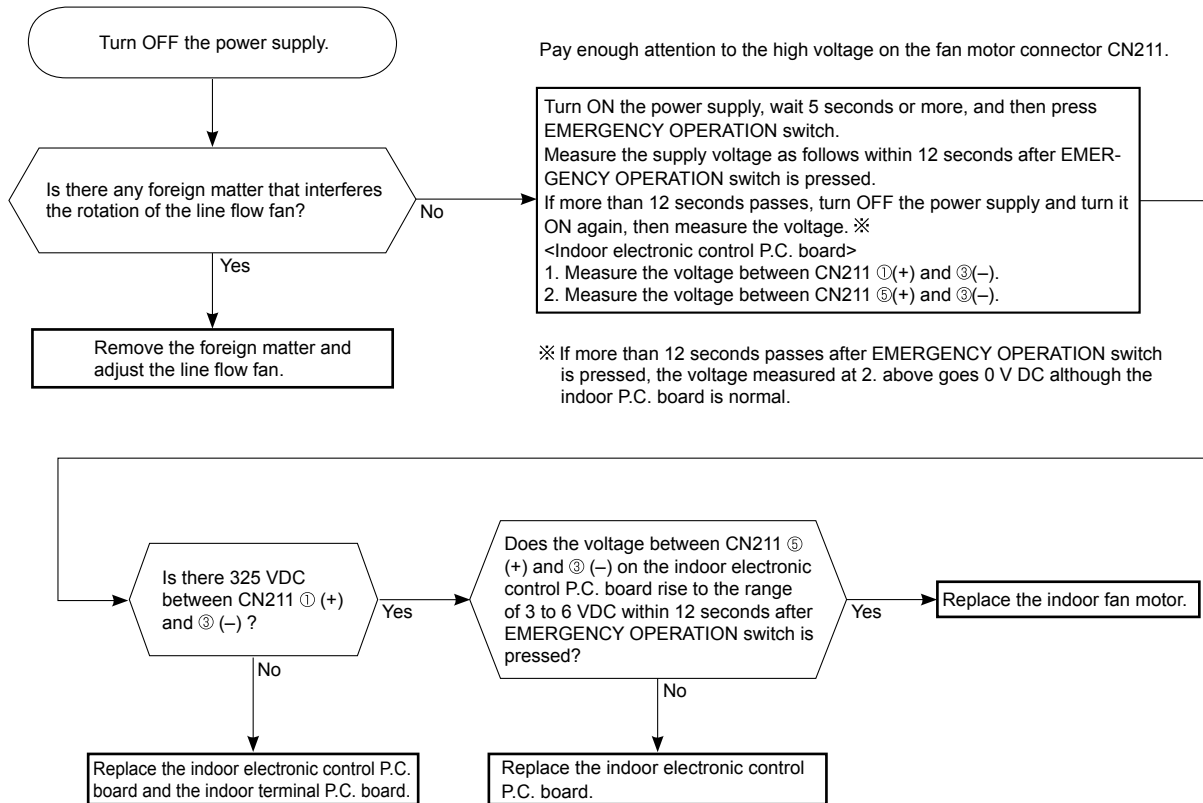 Turn OFF the power supply.
Is there any foreign matter that interferes
the rotation of the line flow fan?
No
Yes
Remove the foreign matter and
adjust the line flow fan.
Pay enough attention to the high voltage on the fan motor connector CN211.
Turn ON the power supply, wait 5 seconds or more, and then press
EMERGENCY OPERATION switch.
Measure the supply voltage as follows within 12 seconds after EMER-
GENCY OPERATION switch is pressed.
If more than 12 seconds passes, turn OFF the power supply and turn it
ON again, then measure the voltage. ※
<Indoor electronic control P.C. board>
1. Measure the voltage between CN211 ①(+) and ③(–).
2. Measure the voltage between CN211 ⑤(+) and ③(–).
※ If more than 12 seconds passes after EMERGENCY OPERATION switch
is pressed, the voltage measured at 2. above goes 0 V DC although the
indoor P.C. board is normal.
Is there 325 VDC
between CN211 ① (+)
and ③ (–) ?
Yes
No
Replace the indoor electronic control P.C.
board and the indoor terminal P.C. board.
Does the voltage between CN211 ⑤
(+) and ③ (–) on the indoor electronic
control P.C. board rise to the range
of 3 to 6 VDC within 12 seconds after
EMERGENCY OPERATION switch is
pressed?
Yes
No
Replace the indoor electronic control
P.C. board.
Replace the indoor fan motor.